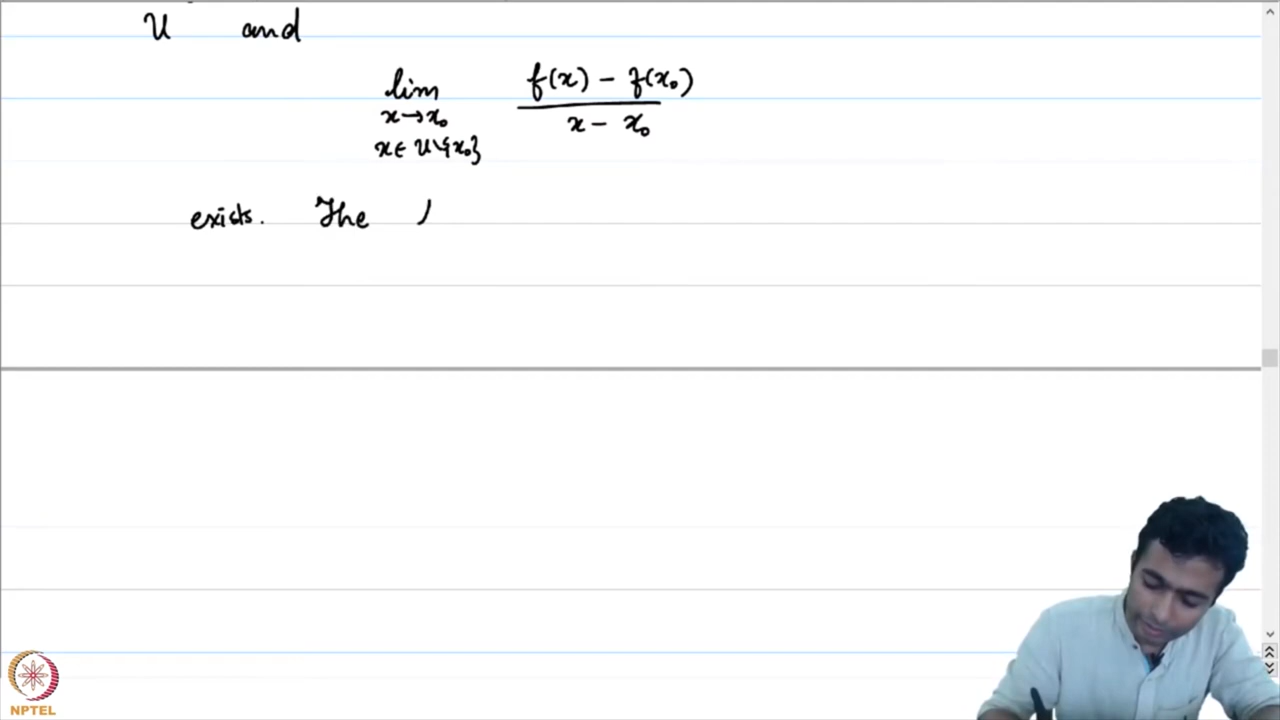 U and
lim f(x) - f(x₀)
x→x₀ x - x₀
x∈ U\{x₀}
exists. The
NPTEL